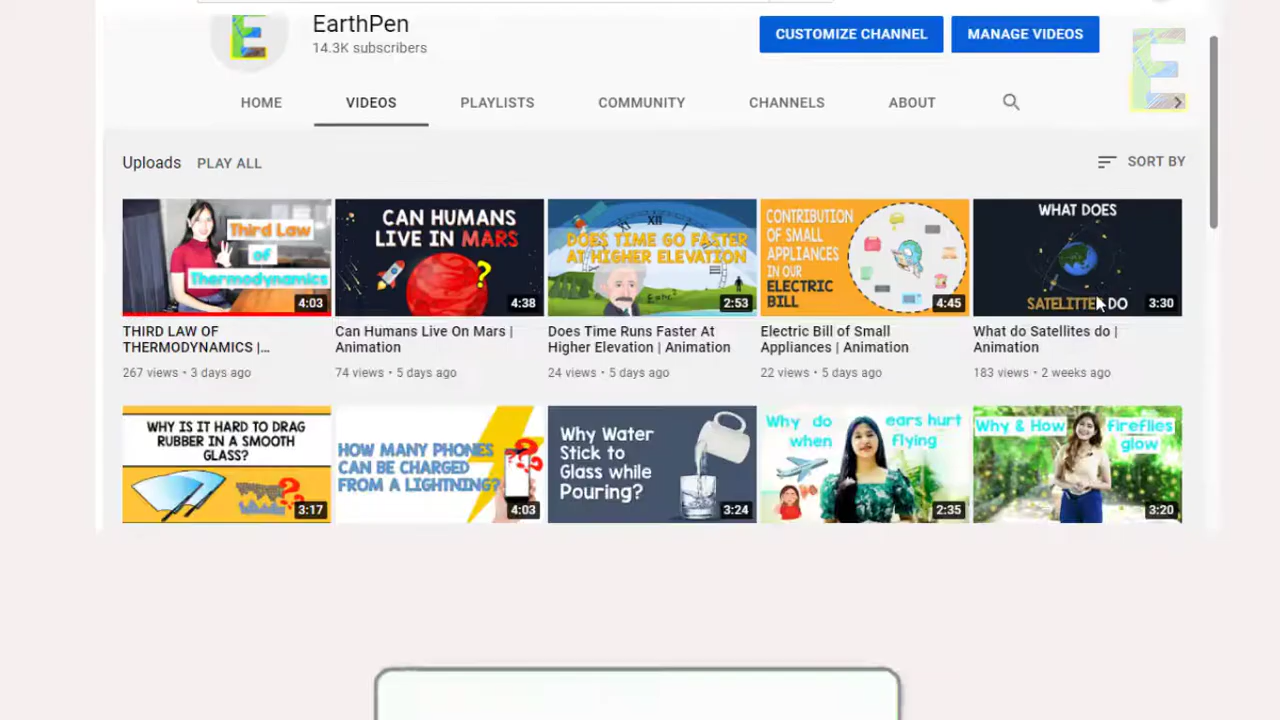 EarthPen
14.3K subscribers
CUSTOMIZE CHANNEL
MANAGE VIDEOS
HOME
VIDEOS
PLAYLISTS
COMMUNITY
CHANNELS
ABOUT
Uploads
PLAY ALL
SORT BY
Third Law
of
Thermodynamics
4:03
CAN HUMANS
LIVE IN MARS
?
4:38
XII
DOES TIME GO FASTER
AT HIGHER ELEVATION
2:53
CONTRIBUTION
OF SMALL
APPLIANCES
IN OUR
ELECTRIC
BILL
4:45
WHAT DOES
SATELITTE DO
3:30
THIRD LAW OF
THERMODYNAMICS |...
267 views • 3 days ago
Can Humans Live On Mars |
Animation
74 views • 5 days ago
Does Time Runs Faster At
Higher Elevation | Animation
24 views • 5 days ago
Electric Bill of Small
Appliances | Animation
22 views • 5 days ago
What do Satellites do |
Animation
183 views • 2 weeks ago
WHY IS IT HARD TO DRAG
RUBBER IN A SMOOTH
GLASS?
3:17
HOW MANY PHONES
CAN BE CHARGED
FROM A LIGHTNING?
4:03
Why Water
Stick to
Glass while
Pouring?
3:24
Why do ears hurt
when flying
2:35
Why & How fireflies
glow
3:20